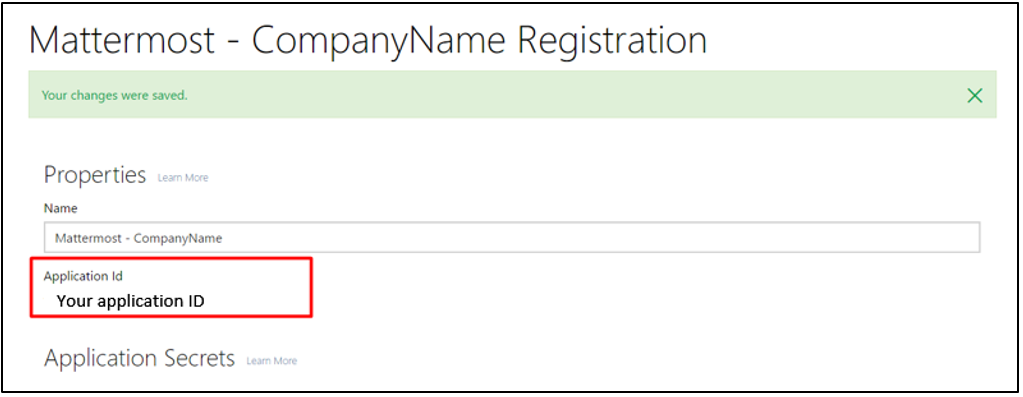 Mattermost - CompanyName Registration
Your changes were saved.
Properties Learn More
Name
Mattermost - CompanyName
Application Id
Your application ID
Application Secrets Learn More